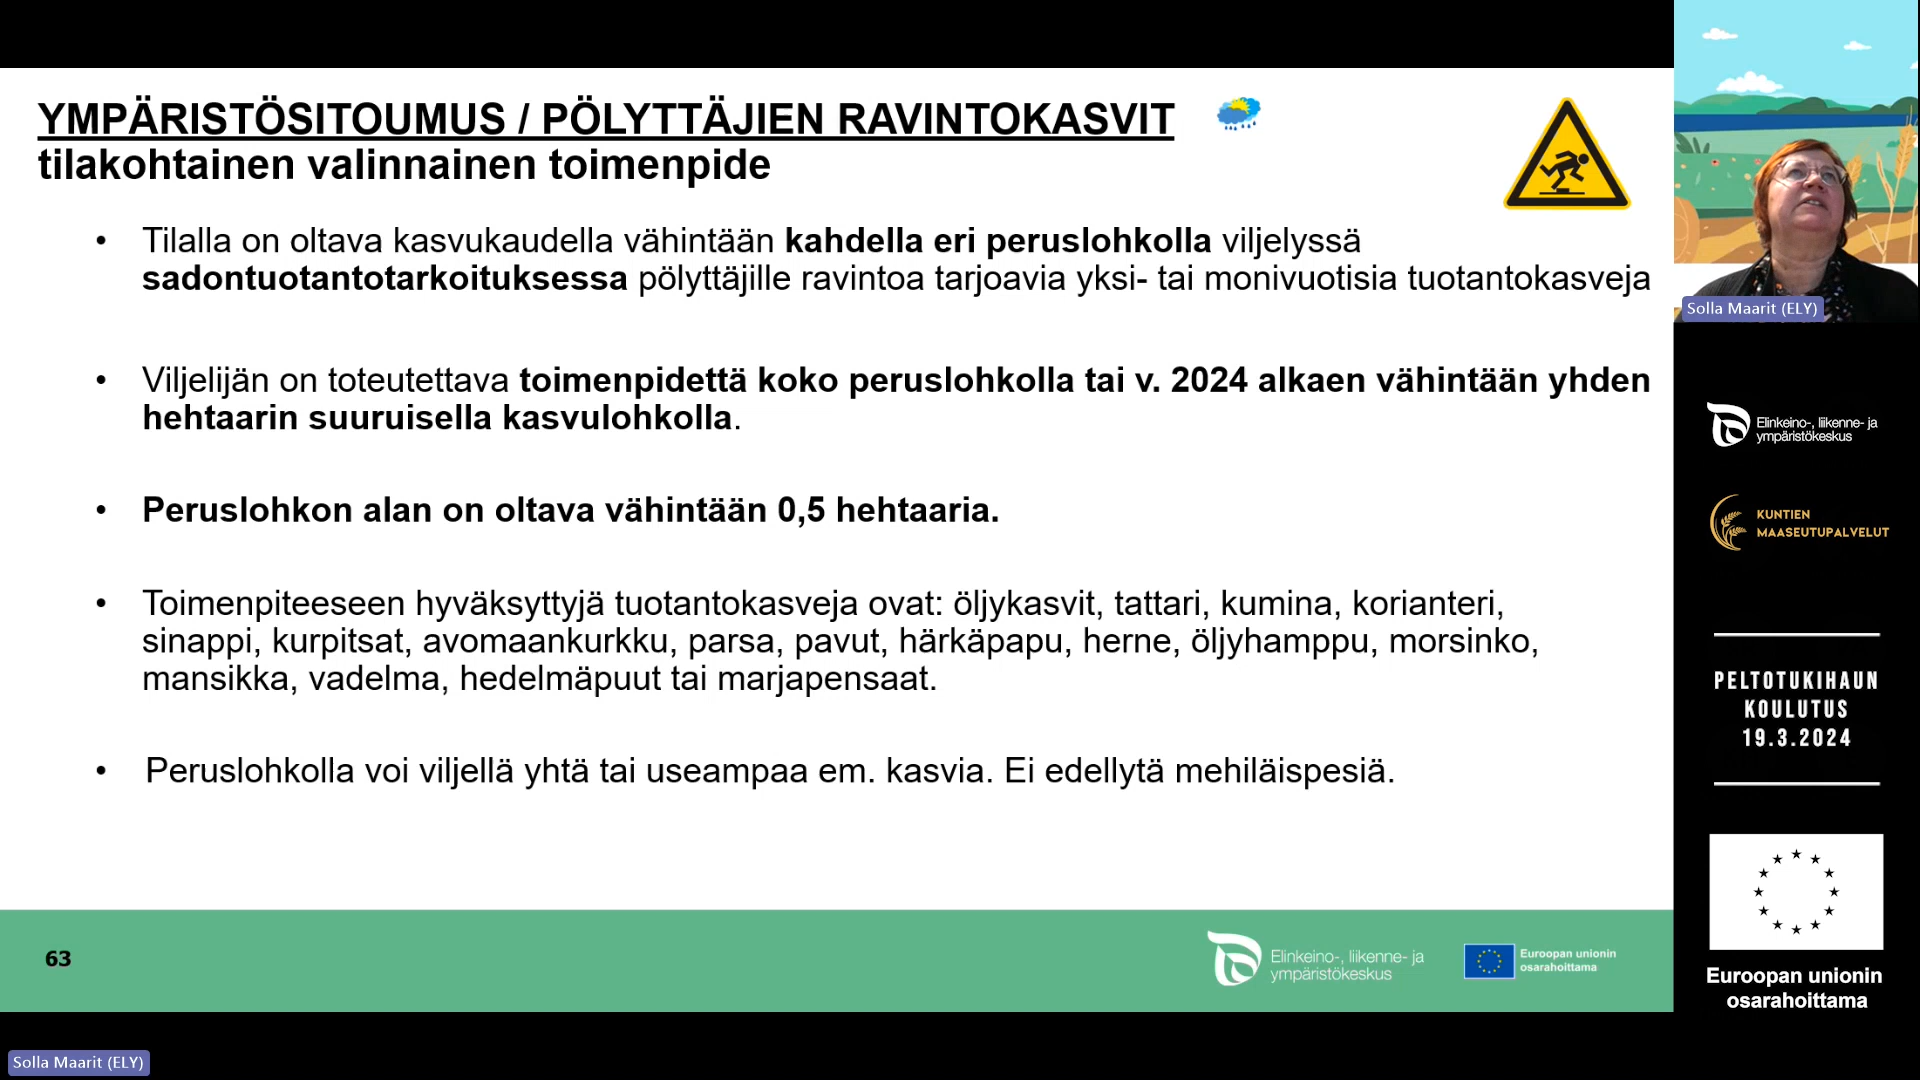 YMPÄRISTÖSITOUMUS / PÖLYTTÄJIEN RAVINTOKASVIT
tilakohtainen valinnainen toimenpide
• Tilalla on oltava kasvukaudella vähintään kahdella eri peruslohkolla viljelyssä
sadontuotantotarkoituksessa pölyttäjille ravintoa tarjoavia yksi- tai monivuotisia tuotantokasveja
• Viljelijän on toteutettava toimenpidettä koko peruslohkolla tai v. 2024 alkaen vähintään yhden
hehtaarin suuruisella kasvulohkolla.
• Peruslohkon alan on oltava vähintään 0,5 hehtaaria.
• Toimenpiteeseen hyväksyttyjä tuotantokasveja ovat: öljykasvit, tattari, kumina, korianteri,
sinappi, kurpitsat, avomaankurkku, parsa, pavut, härkäpapu, herne, öljyhamppu, morsinko,
mansikka, vadelma, hedelmäpuut tai marjapensaat.
• Peruslohkolla voi viljellä yhtä tai useampaa em. kasvia. Ei edellytä mehiläispesiä.
63
Elinkeino-, liikenne- ja
ympäristökeskus
Euroopan unionin
osarahoittama
Solla Maarit (ELY)
Elinkeino-, liikenne- ja
ympäristökeskus
KUNTIEN
MAASEUTUPALVELUT
PELTOTUKIHAUN
KOULUTUS
19.3.2024
Euroopan unionin
osarahoittama
Solla Maarit (ELY)